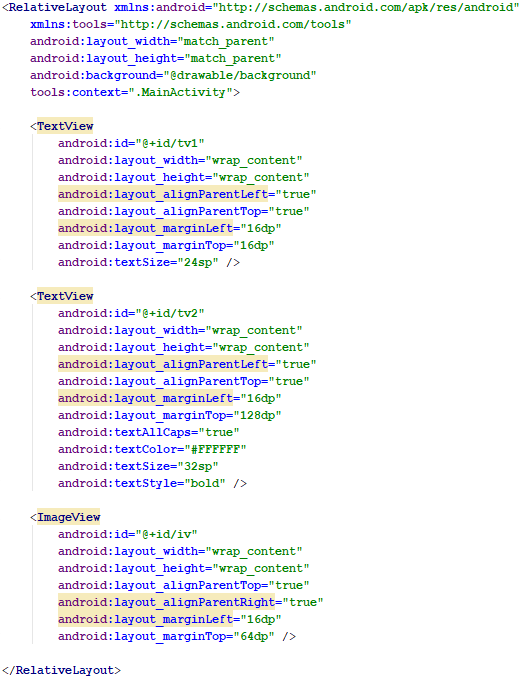 <RelativeLayout xmlns:android="http://schemas.android.com/apk/res/android"
    xmlns:tools="http://schemas.android.com/tools"
    android:layout_width="match_parent"
    android:layout_height="match_parent"
    android:background="@drawable/background"
    tools:context=".MainActivity">

    <TextView
        android:id="@+id/tv1"
        android:layout_width="wrap_content"
        android:layout_height="wrap_content"
        android:layout_alignParentLeft="true"
        android:layout_alignParentTop="true"
        android:layout_marginLeft="16dp"
        android:layout_marginTop="16dp"
        android:textSize="24sp" />

    <TextView
        android:id="@+id/tv2"
        android:layout_width="wrap_content"
        android:layout_height="wrap_content"
        android:layout_alignParentLeft="true"
        android:layout_alignParentTop="true"
        android:layout_marginLeft="16dp"
        android:layout_marginTop="128dp"
        android:textAllCaps="true"
        android:textColor="#FFFFFF"
        android:textSize="32sp"
        android:textStyle="bold" />

    <ImageView
        android:id="@+id/iv"
        android:layout_width="wrap_content"
        android:layout_height="wrap_content"
        android:layout_alignParentTop="true"
        android:layout_alignParentRight="true"
        android:layout_marginLeft="16dp"
        android:layout_marginTop="64dp" />

</RelativeLayout>